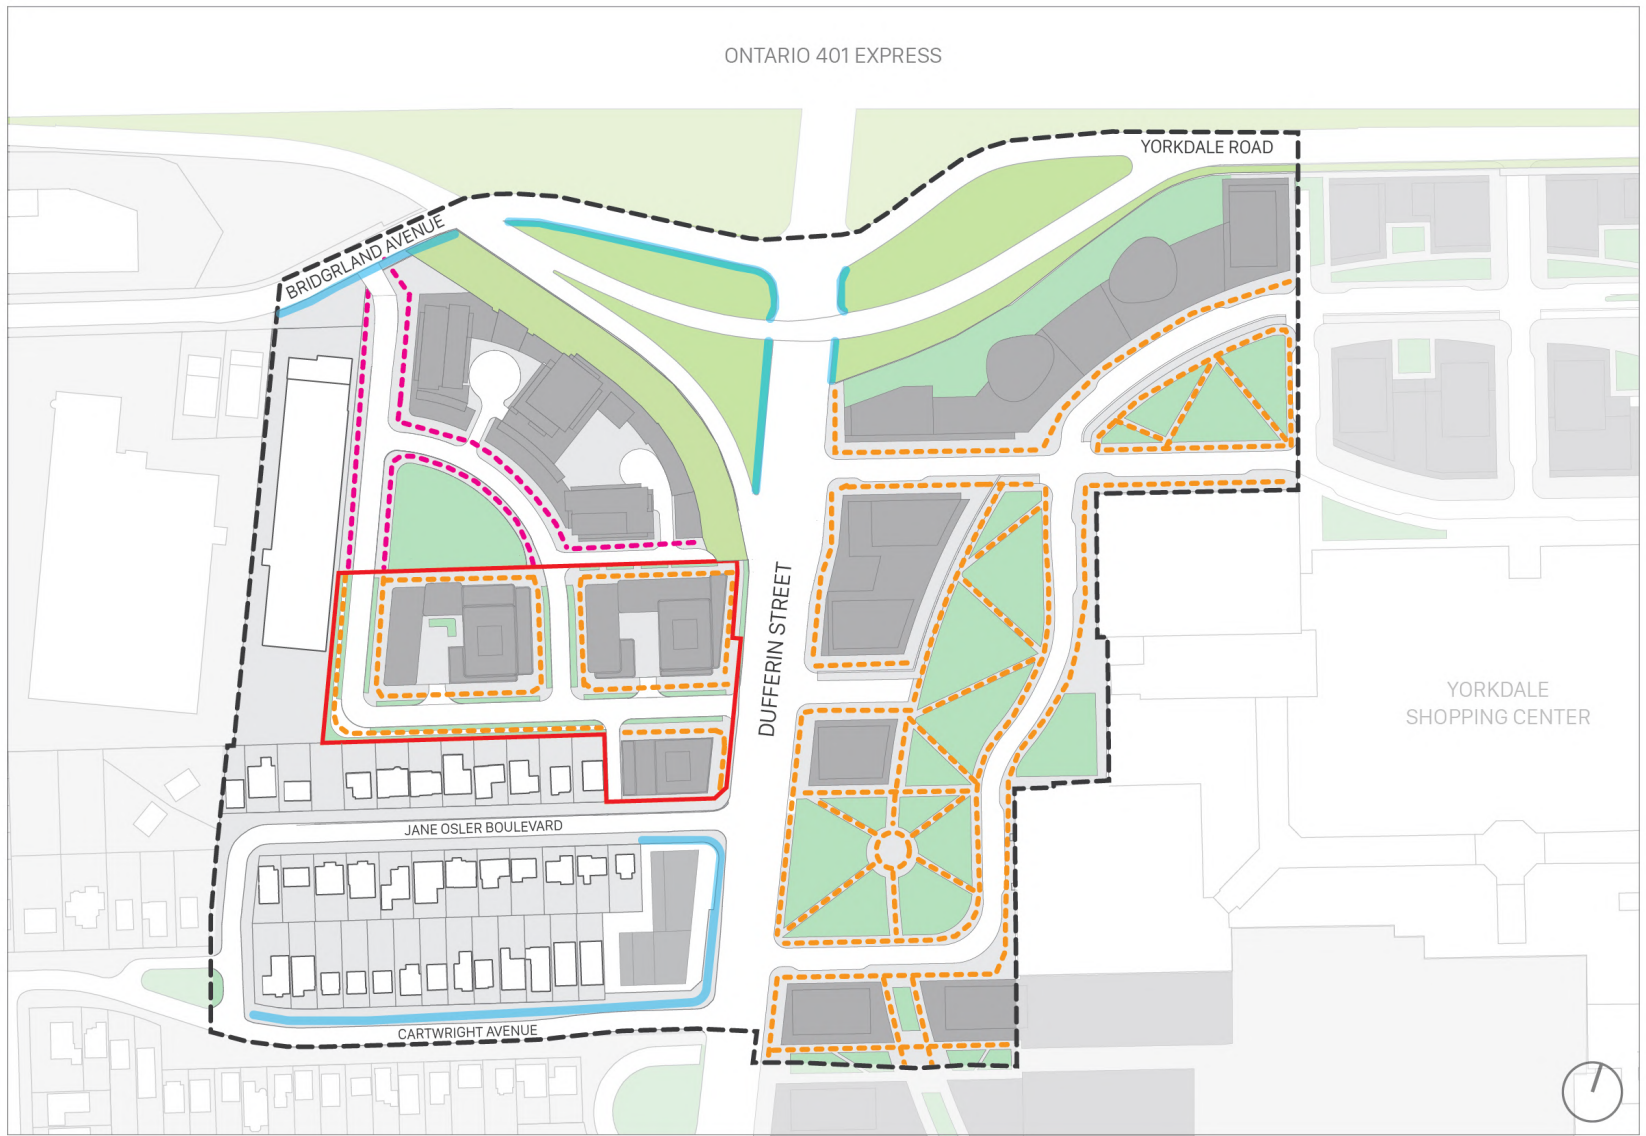 ONTARIO 401 EXPRESS
YORKDALE ROAD
BRIDGRLAND AVENUE
DUFFERIN STREET
YORKDALE
SHOPPING CENTER
JANE OSLER BOULEVARD
CARTWRIGHT AVENUE